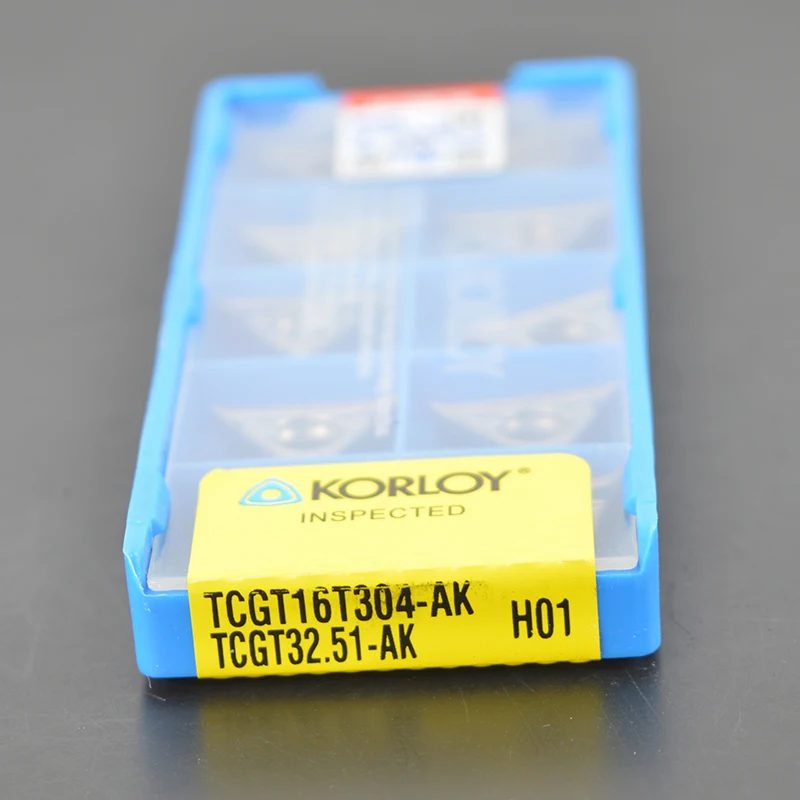 KORLOY®
INSPECTED
TCGT16T304-AK
TCGT32.51-AK
H01